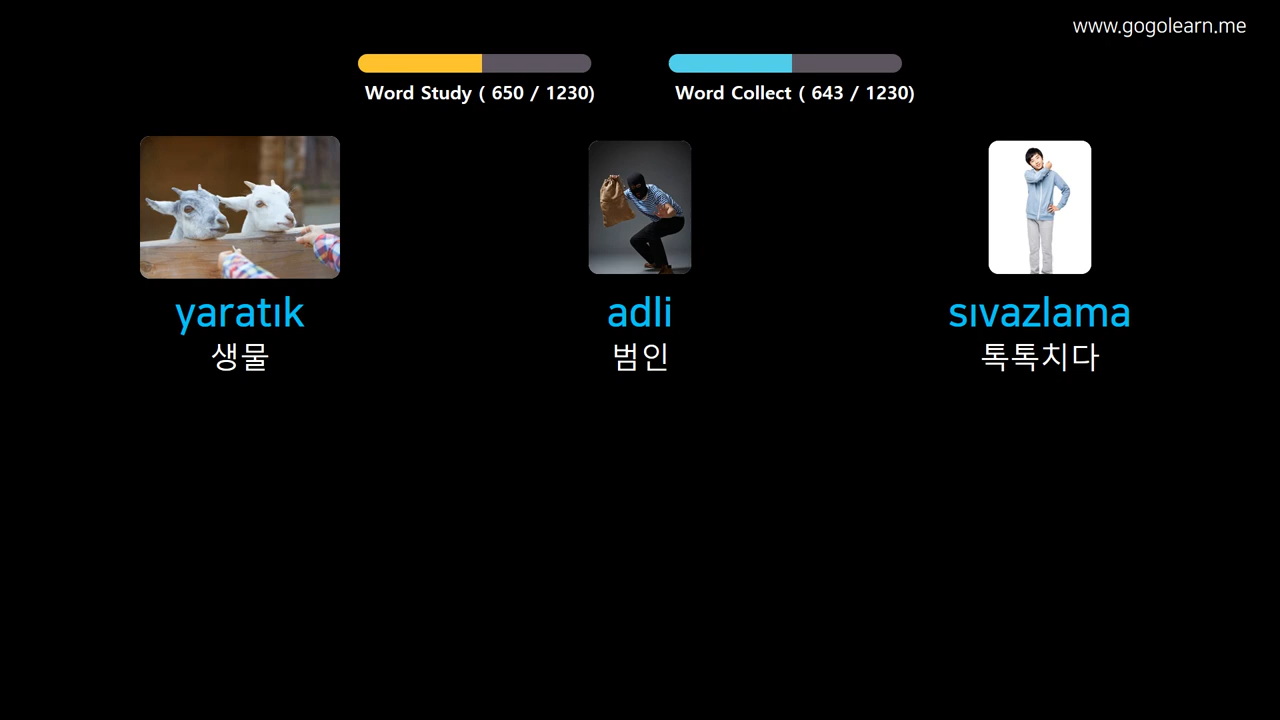 www.gogolearn.me
Word Study ( 650 / 1230)
Word Collect ( 643 / 1230)
yaratık
adli
sıvazlama
생물
범인
톡톡치다